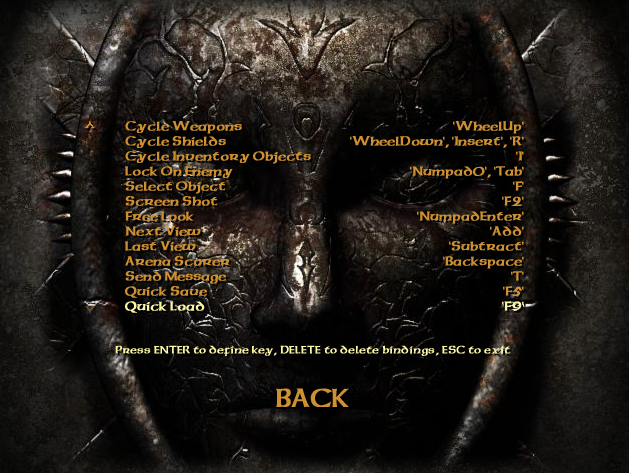 Cycle Weapons 'WheelUp'
Cycle Shields 'WheelDown', 'Insert', 'R'
Cycle Inventory Objects 'I'
Lock On Enemy 'Numpad0', 'Tab'
Select Object 'F'
Screen Shot 'F2'
Free Look 'NumpadEnter'
Next View 'Add'
Last View 'Subtract'
Arena Scores 'Backspace'
Send Message 'T'
Quick Save 'F5'
Quick Load 'F9'
Press ENTER to define key, DELETE to delete bindings, ESC to exit
BACK